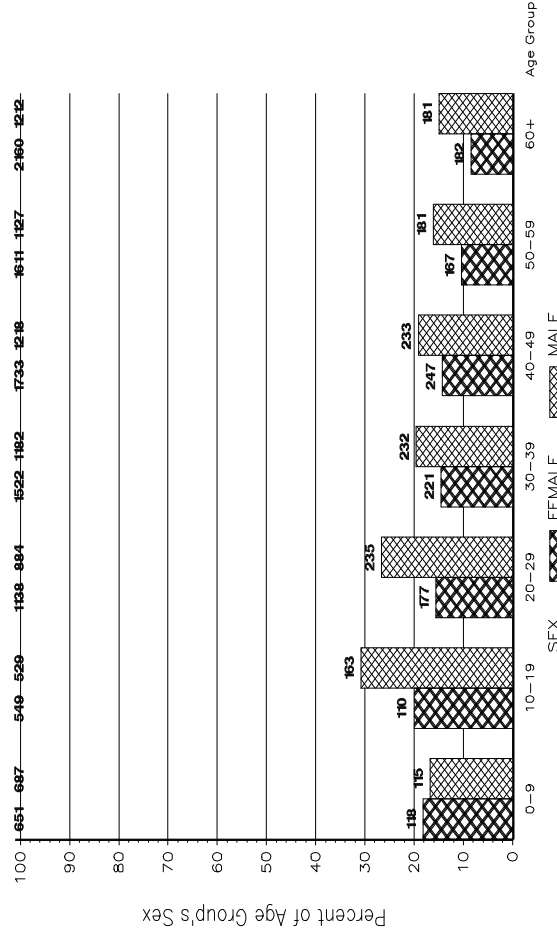 651 687 549 529 1138 884 1522 1182 1733 1218 1611 1127 2160 1212
100
90
80
70
60
50
40
30
20
10
0
Percent of Age Group's Sex
118 115 110 163 177 235 221 232 247 233 167 181 182 181
0-9 10-19 20-29 30-39 40-49 50-59 60+
Age Group
SEX FEMALE MALE